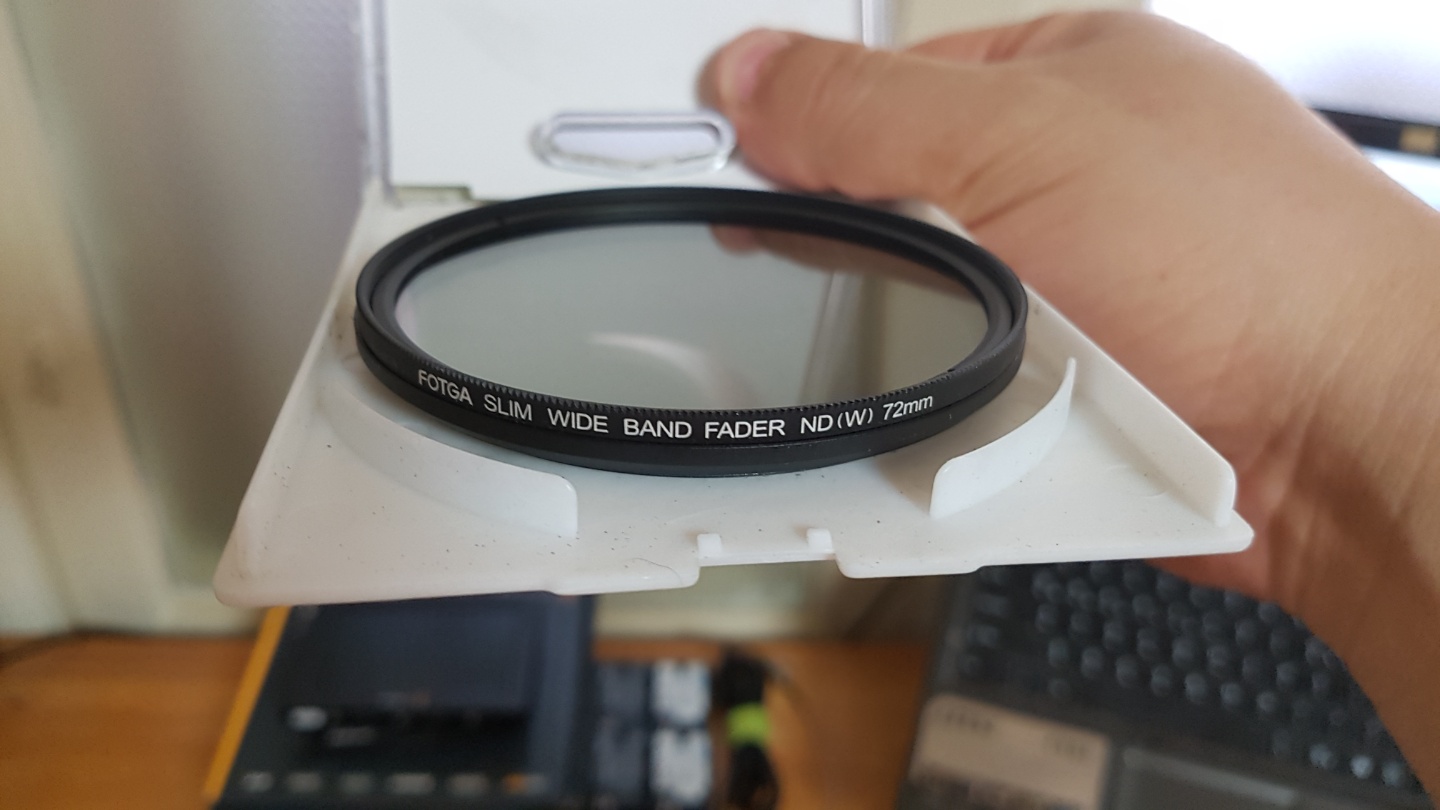 FOTGA SLIM WIDE BAND FADER ND(W) 72mm